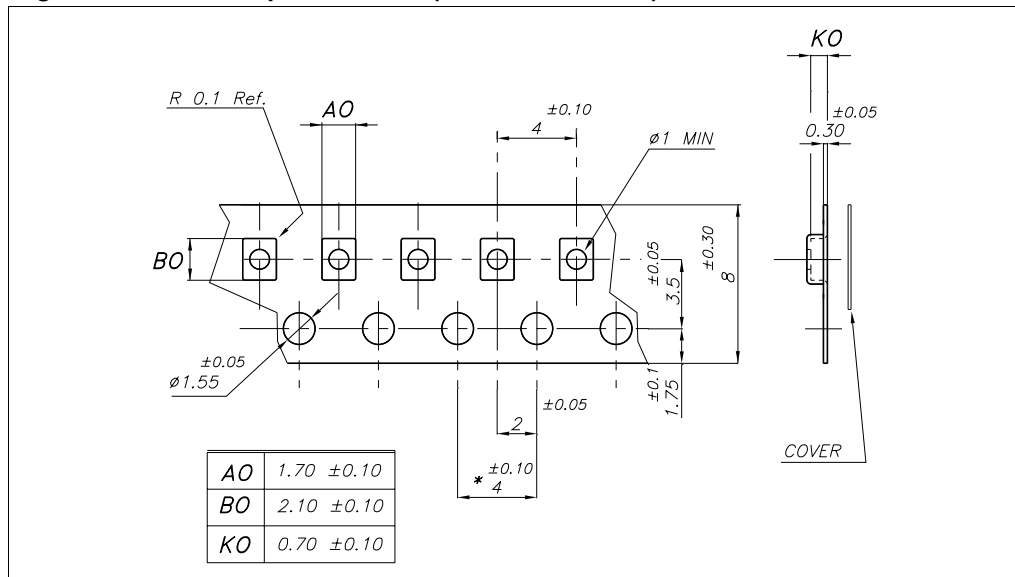 KO
R 0.1 Ref.
AO
±0.10
4
Ø1 MIN
±0.05
0.30
BO
±0.05
3.5
±0.30
8
±0.05
Ø1.55
±0.1
1.75
±0.05
2
±0.10
* 4
COVER
AO 1.70 ±0.10
BO 2.10 ±0.10
KO 0.70 ±0.10